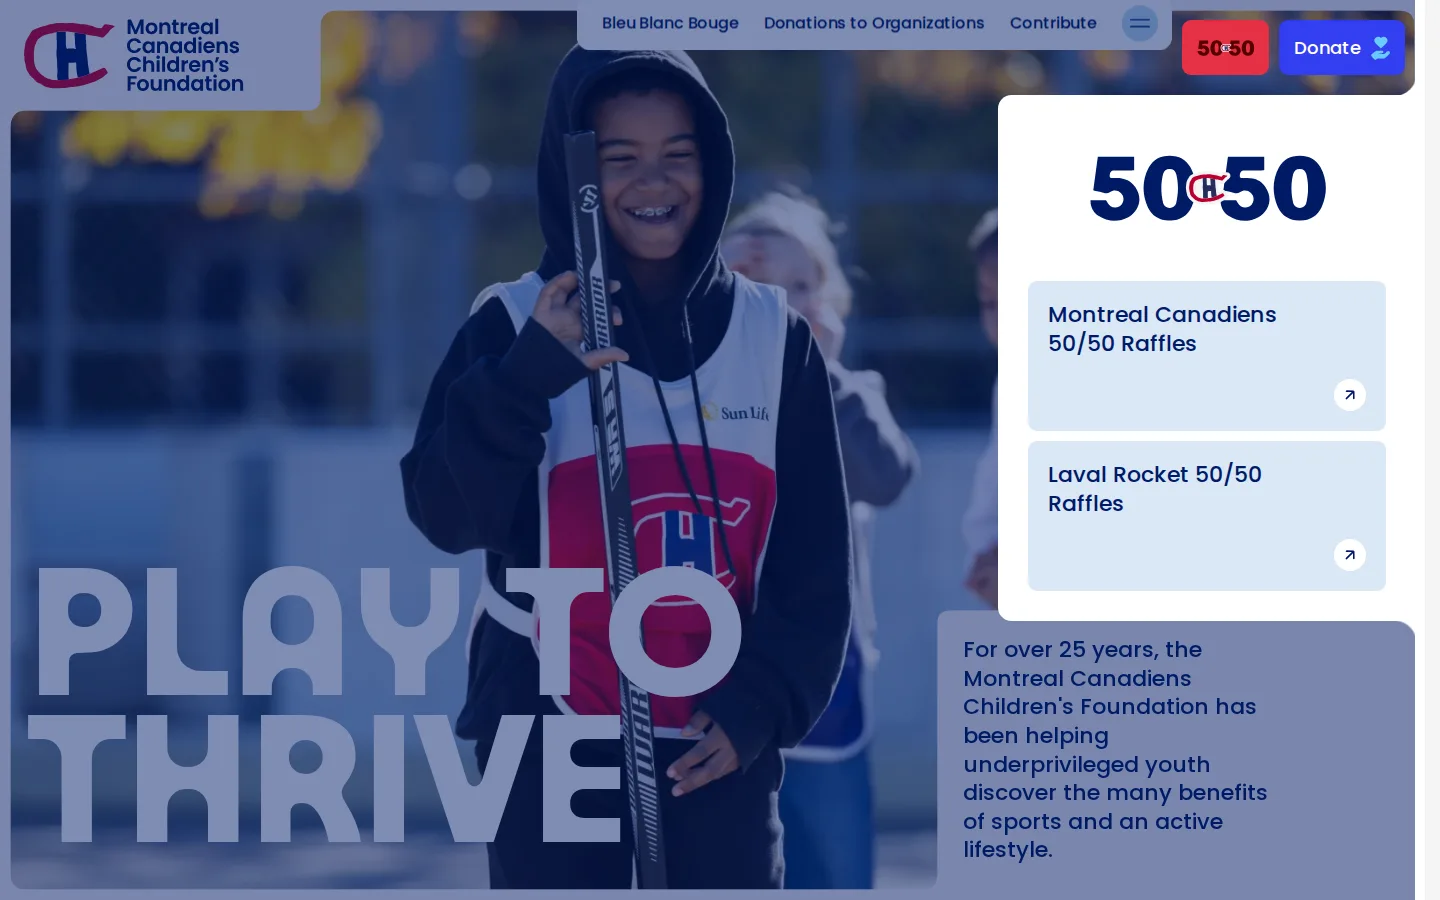 Montreal
Canadiens
Children's
Foundation
Bleu Blanc Bouge
Donations to Organizations
Contribute
50 50
Donate
50 50
Montreal Canadiens
50/50 Raffles
Laval Rocket 50/50
Raffles
WARRIOR
Sun Life
PLAY TO
THRIVE
For over 25 years, the
Montreal Canadiens
Children's Foundation has
been helping
underprivileged youth
discover the many benefits
of sports and an active
lifestyle.